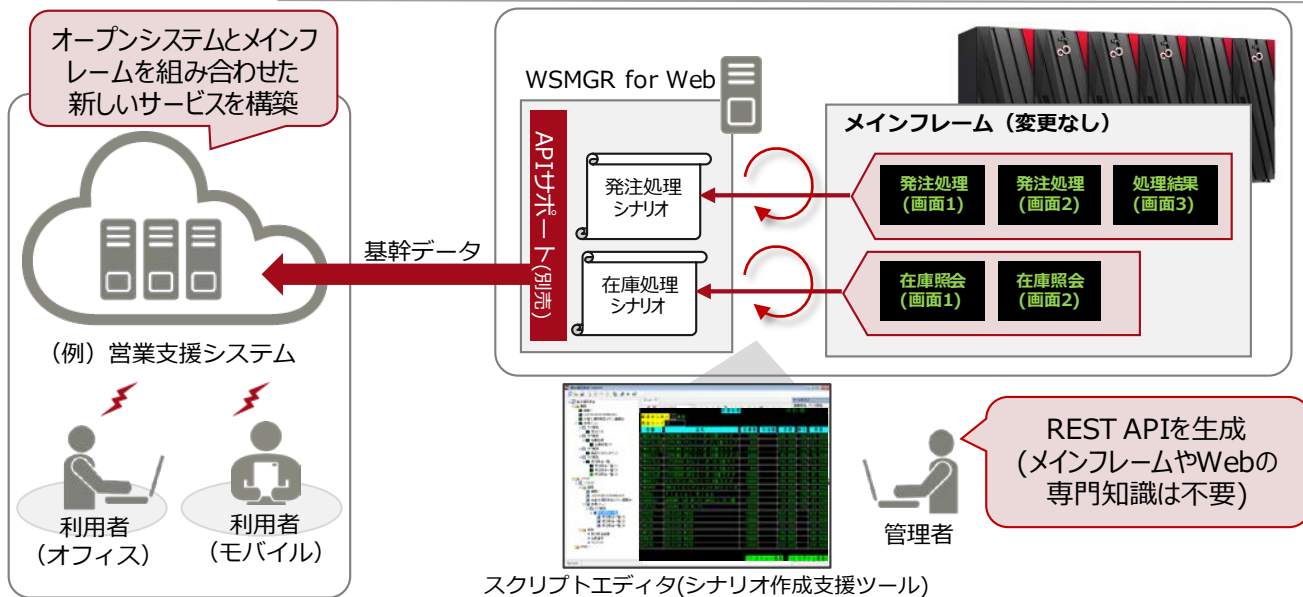 オープンシステムとメインフ
レームを組み合わせた
新しいサービスを構築
（例）営業支援システム
利用者
（オフィス）
利用者
（モバイル）
基幹データ
WSMGR for Web
APIサポート(別売)
発注処理
シナリオ
在庫処理
シナリオ
メインフレーム（変更なし）
発注処理
(画面1)
発注処理
(画面2)
処理結果
(画面3)
在庫照会
(画面1)
在庫照会
(画面2)
スクリプトエディタ(シナリオ作成支援ツール)
管理者
REST APIを生成
(メインフレームやWebの
専門知識は不要)